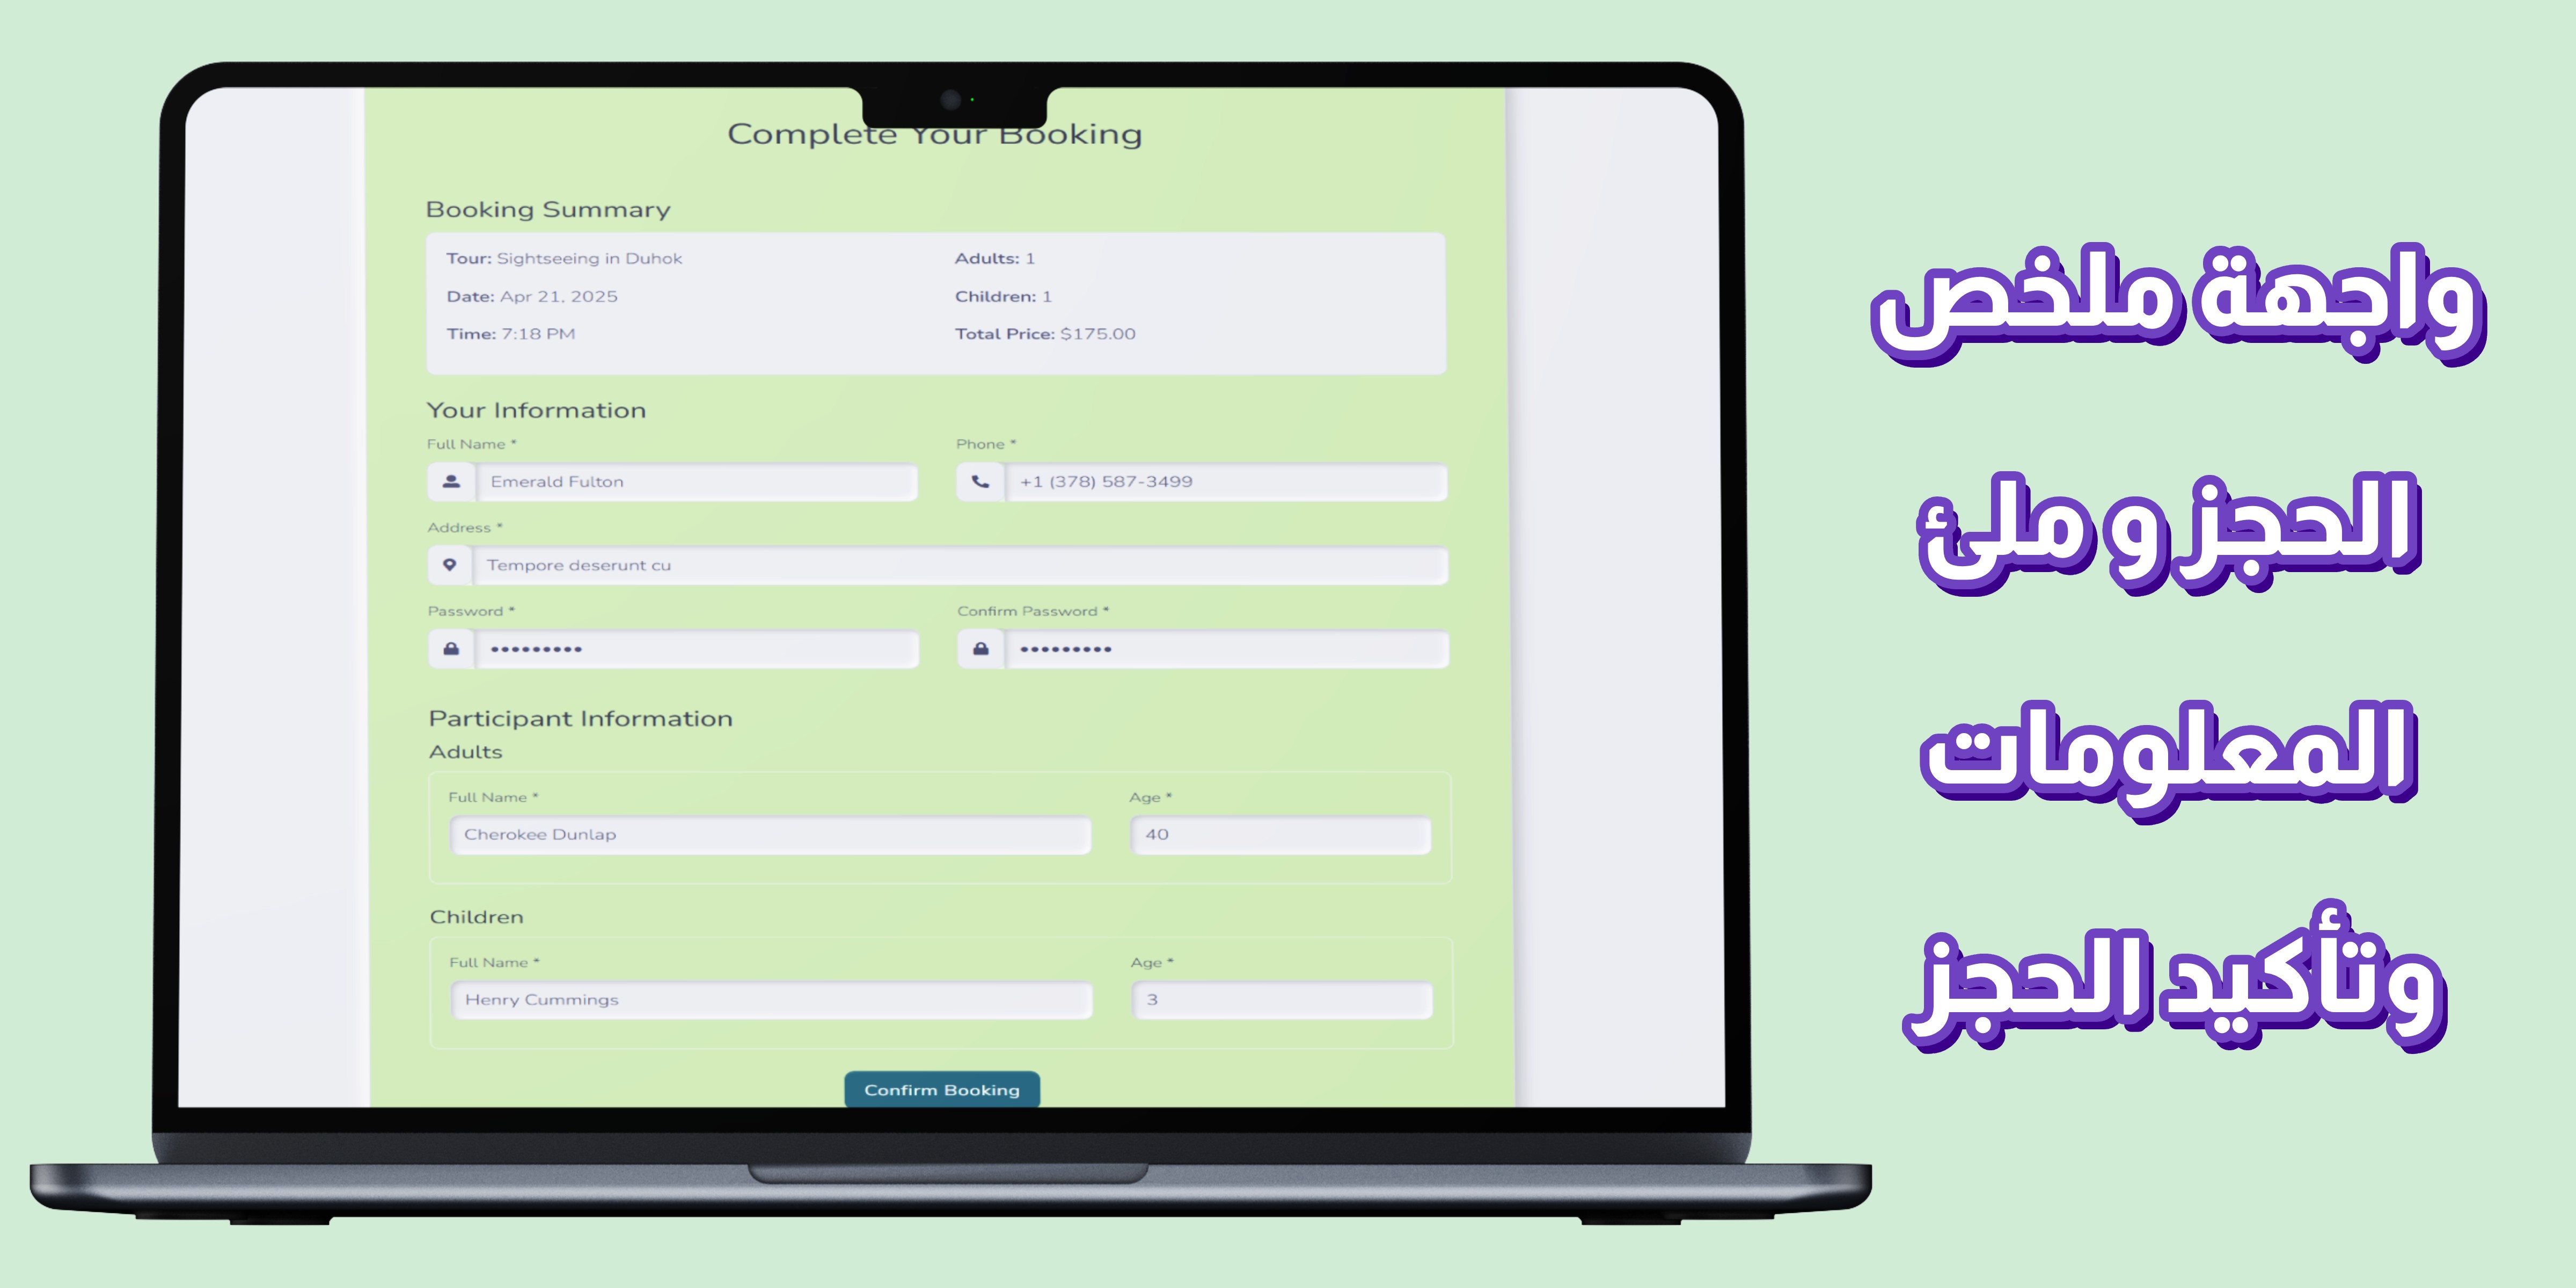 Complete Your Booking
Booking Summary
Tour: Sightseeing in Duhok
Adults: 1
Date: Apr 21, 2025
Children: 1
Time: 7:18 PM
Total Price: $175.00
Your Information
Full Name *
Phone *
Emerald Fulton
+1 (378) 587-3499
Address *
Tempore deserunt cu
Password *
Confirm Password *
•••••••••
•••••••••
Participant Information
Adults
Full Name *
Age *
Cherokee Dunlap
40
Children
Full Name *
Age *
Henry Cummings
3
Confirm Booking
واجهة ملخص
الحجز و ملئ
المعلومات
وتأكيد الحجز